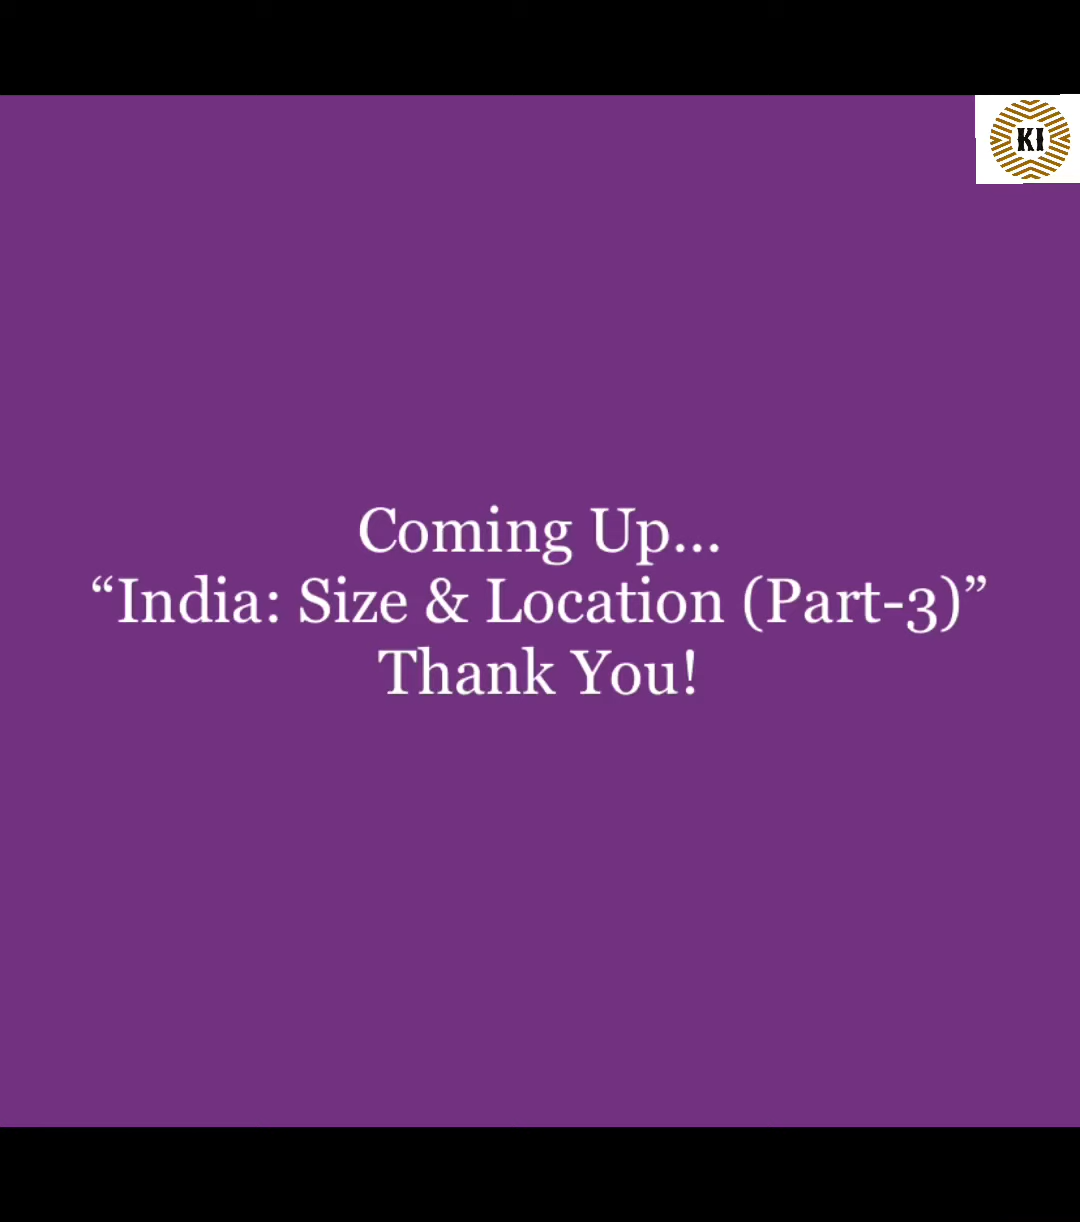 KI
Coming Up...
“India: Size & Location (Part-3)”
Thank You!